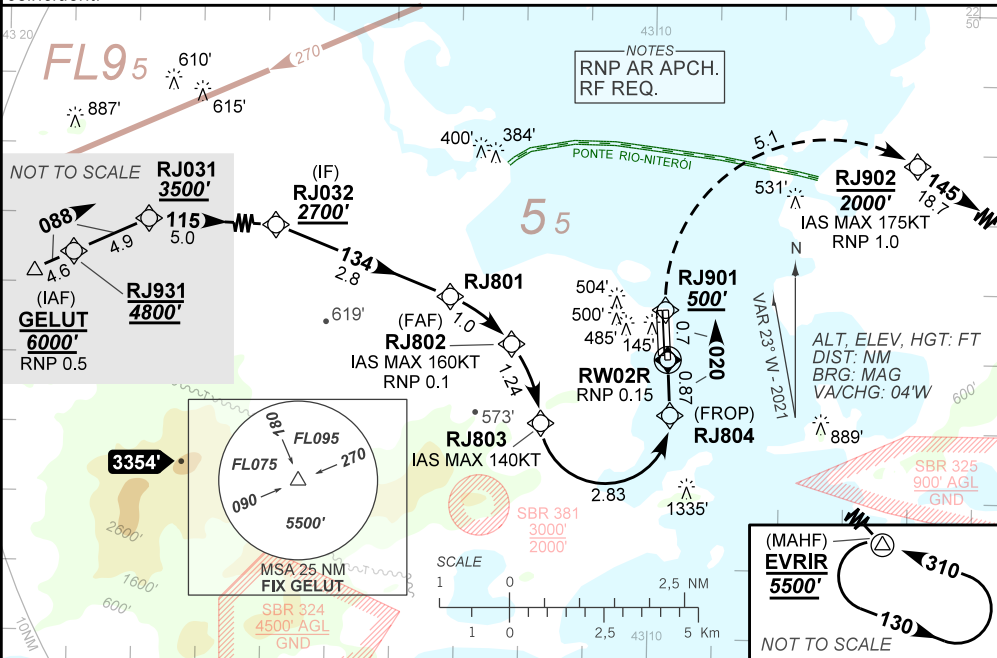 43 20
43 10
22
50
FL9 5
270
610'
615'
887'
NOTES
RNP AR APCH.
RF REQ.
400'
384'
PONTE RIO-NITERÓI
5.1
531'
RJ902
2000'
IAS MAX 175KT
RNP 1.0
145
18.7
NOT TO SCALE
RJ031
3500'
088
4.9
4.6
115
5.0
(IAF)
GELUT
6000'
RNP 0.5
RJ931
4800'
(IF)
RJ032
2700'
134
2.8
5 5
RJ801
1.0
619'
(FAF)
RJ802
IAS MAX 160KT
RNP 0.1
1.24
573'
RJ803
IAS MAX 140KT
2.83
504'
500'
485'
145'
RJ901
500'
0.7
020
0.87
RW02R
RNP 0.15
(FROP)
RJ804
N
VAR 23° W - 2021
ALT, ELEV, HGT: FT
DIST: NM
BRG: MAG
VA/CHG: 04'W
600'
889'
1335'
SBR 325
900' AGL
GND
3354'
180
FL095
FL075
270
090
5500'
MSA 25 NM
FIX GELUT
2600'
1600'
600'
10NM
SBR 381
3000'
2000'
SBR 324
4500' AGL
GND
SCALE
1
0
2,5 NM
1
0
2,5
5 Km
43 10
(MAHF)
EVRIR
5500'
310
130
NOT TO SCALE